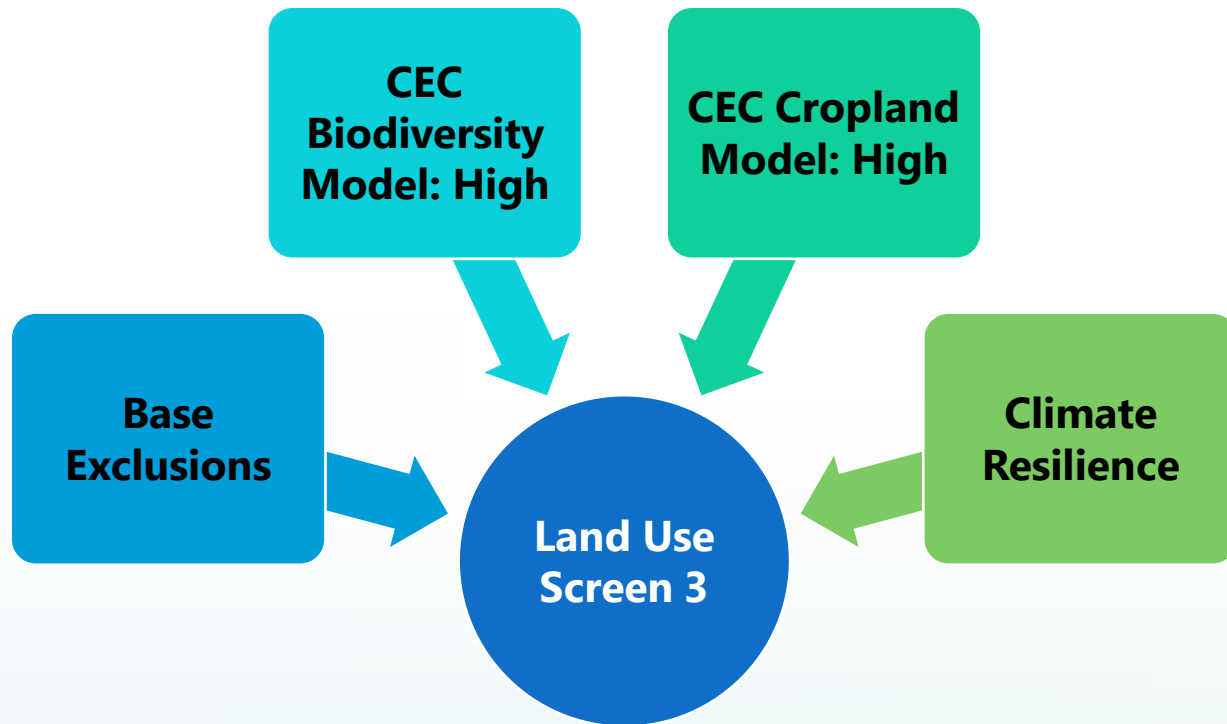 CEC
Biodiversity
Model: High
CEC Cropland
Model: High
Base
Exclusions
Climate
Resilience
Land Use
Screen 3